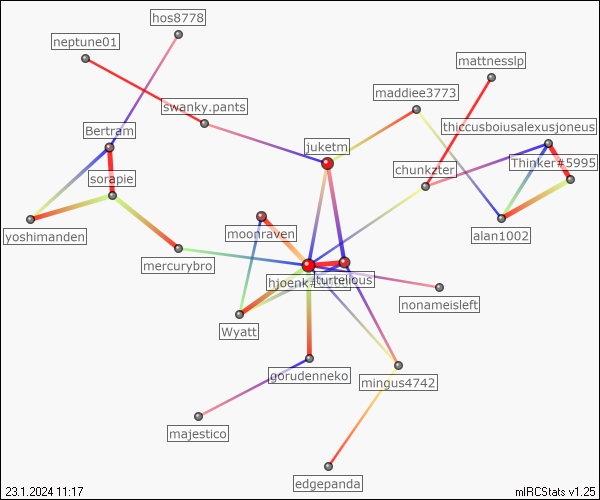 hos8778
neptune01
mattnesslp
maddiee3773
swanky.pants
thiccusboiusalexusjoneus
Bertram
juketm
Thinker#5995
chunkzter
sorapie
moonraven
yoshimanden
alan1002
mercurybro
hjoenk#
turtelious
nonameisleft
Wyatt
gorudenneko
mingus4742
majestico
edgepanda
23.1.2024 11:17
mIRCStats v1.25